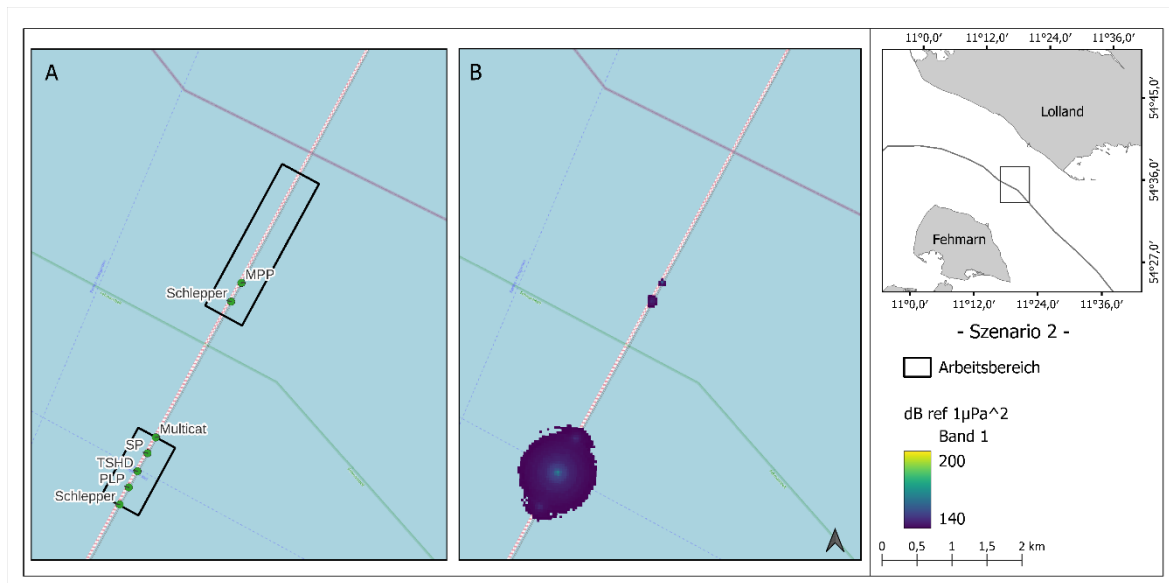 A
MPP
Schlepper
Multicat
SP
TSHD
PLP
Schlepper
B
11°0,0′ 11°12,0′ 11°24,0′ 11°36,0′
54°45,0′
54°36,0′
54°27,0′
Lolland
Fehmarn
11°0,0′ 11°12,0′ 11°24,0′ 11°36,0′
- Szenario 2 -
Arbeitsbereich
dB ref 1µPa^2
Band 1
200
140
0 0,5 1 1,5 2 km